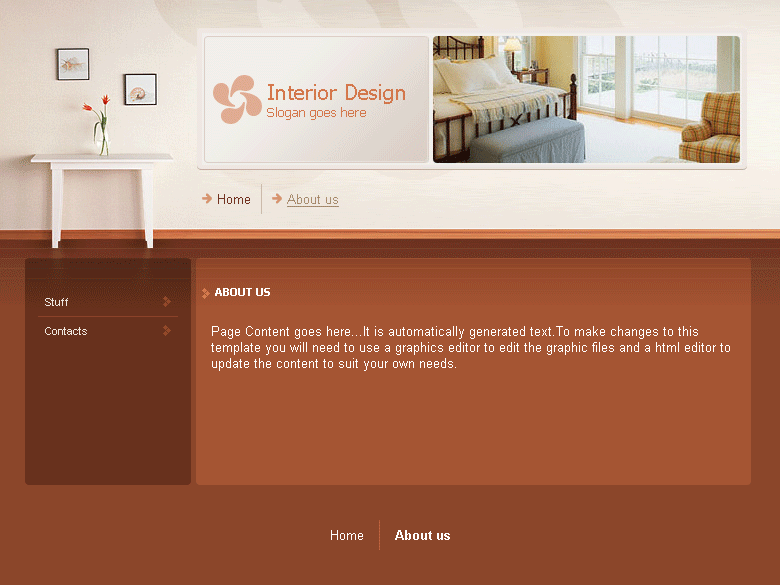 Interior Design
Slogan goes here
Home
About us
Stuff
Contacts
ABOUT US
Page Content goes here...It is automatically generated text.To make changes to this
template you will need to use a graphics editor to edit the graphic files and a html editor to
update the content to suit your own needs.
Home
About us